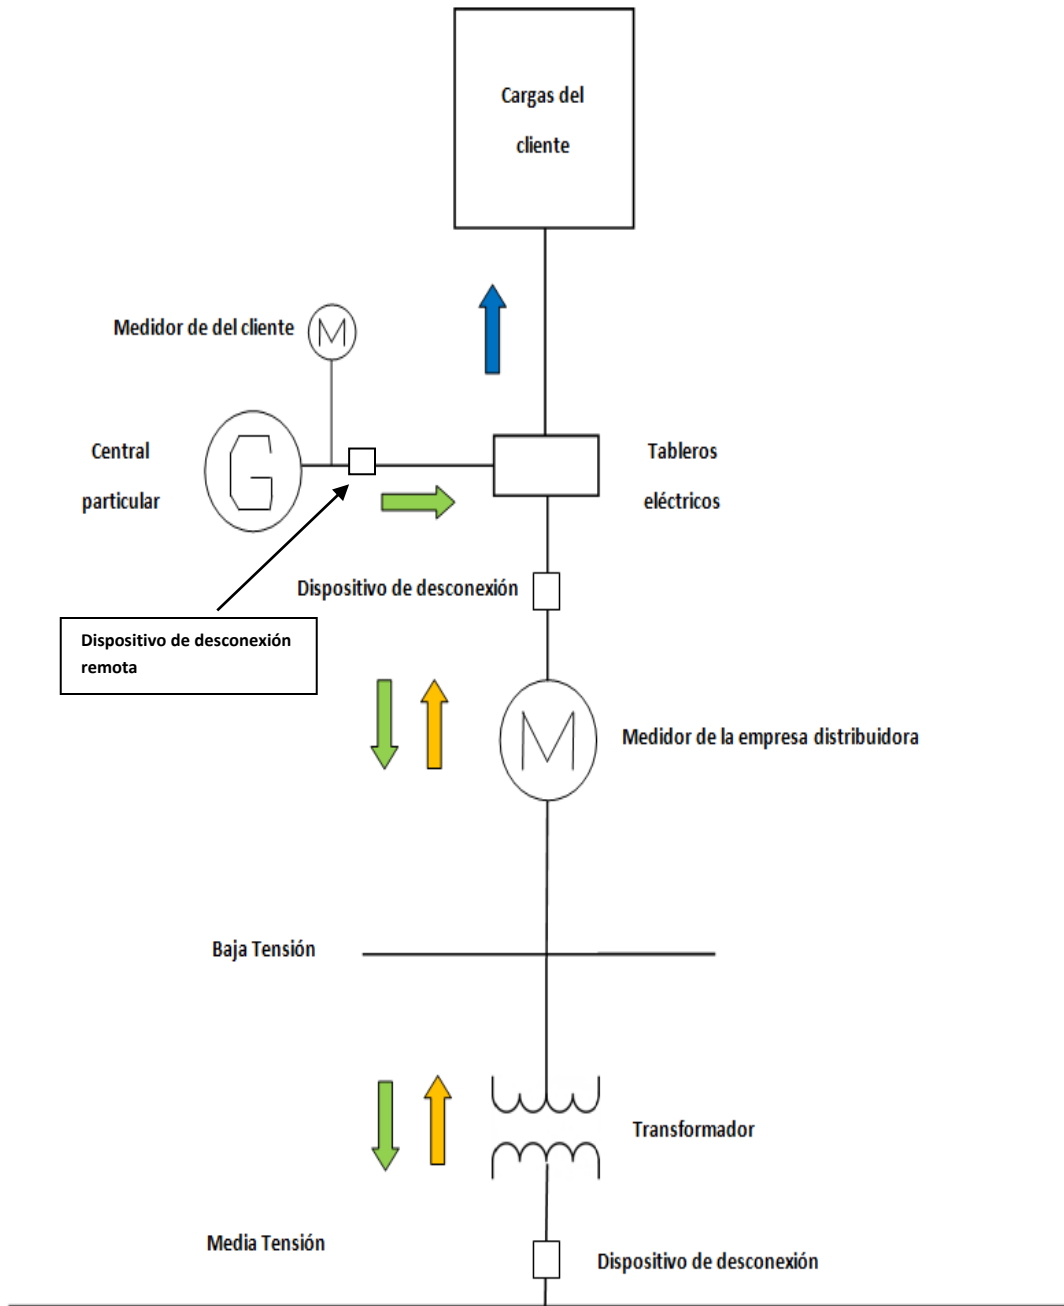 Cargas del
cliente
Medidor de del cliente
M
Central
particular
G
Tableros
eléctricos
Dispositivo de desconexión
Dispositivo de desconexión
remota
M
Medidor de la empresa distribuidora
Baja Tensión
Transformador
Media Tensión
Dispositivo de desconexión